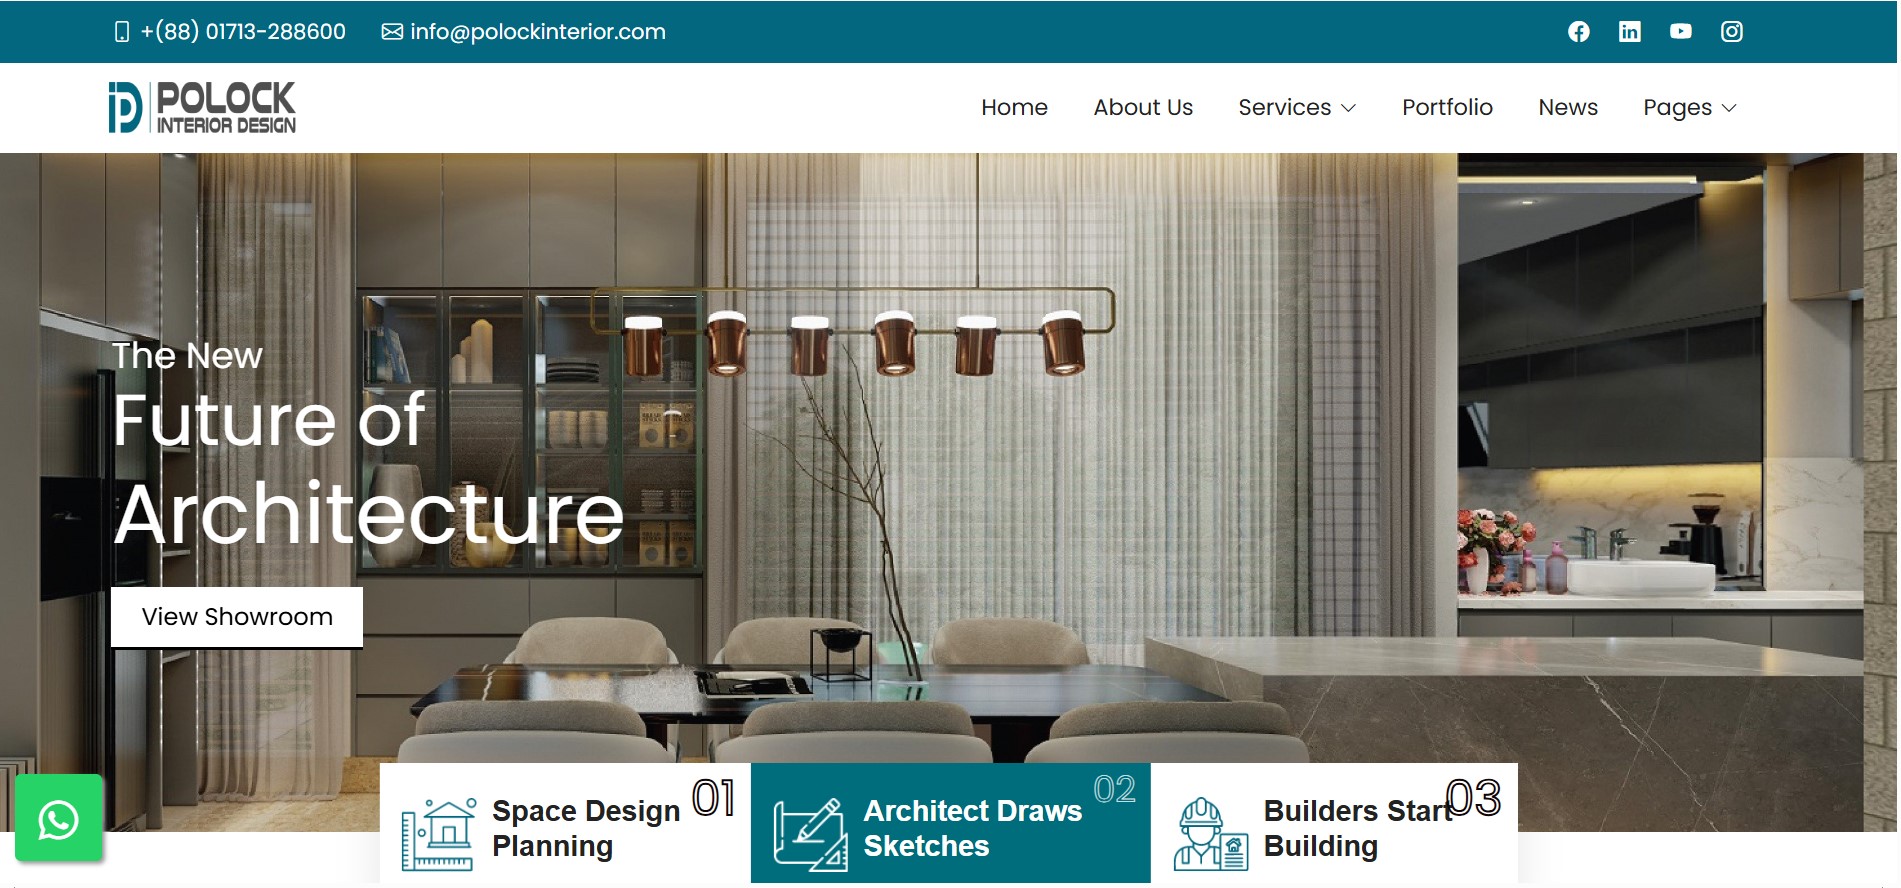 +(88) 01713-288600 info@polockinterior.com
POLOCK
INTERIOR DESIGN
Home About Us Services Portfolio News Pages
The New
Future of
Architecture
View Showroom
01
Space Design
Planning
02
Architect Draws
Sketches
03
Builders Start
Building